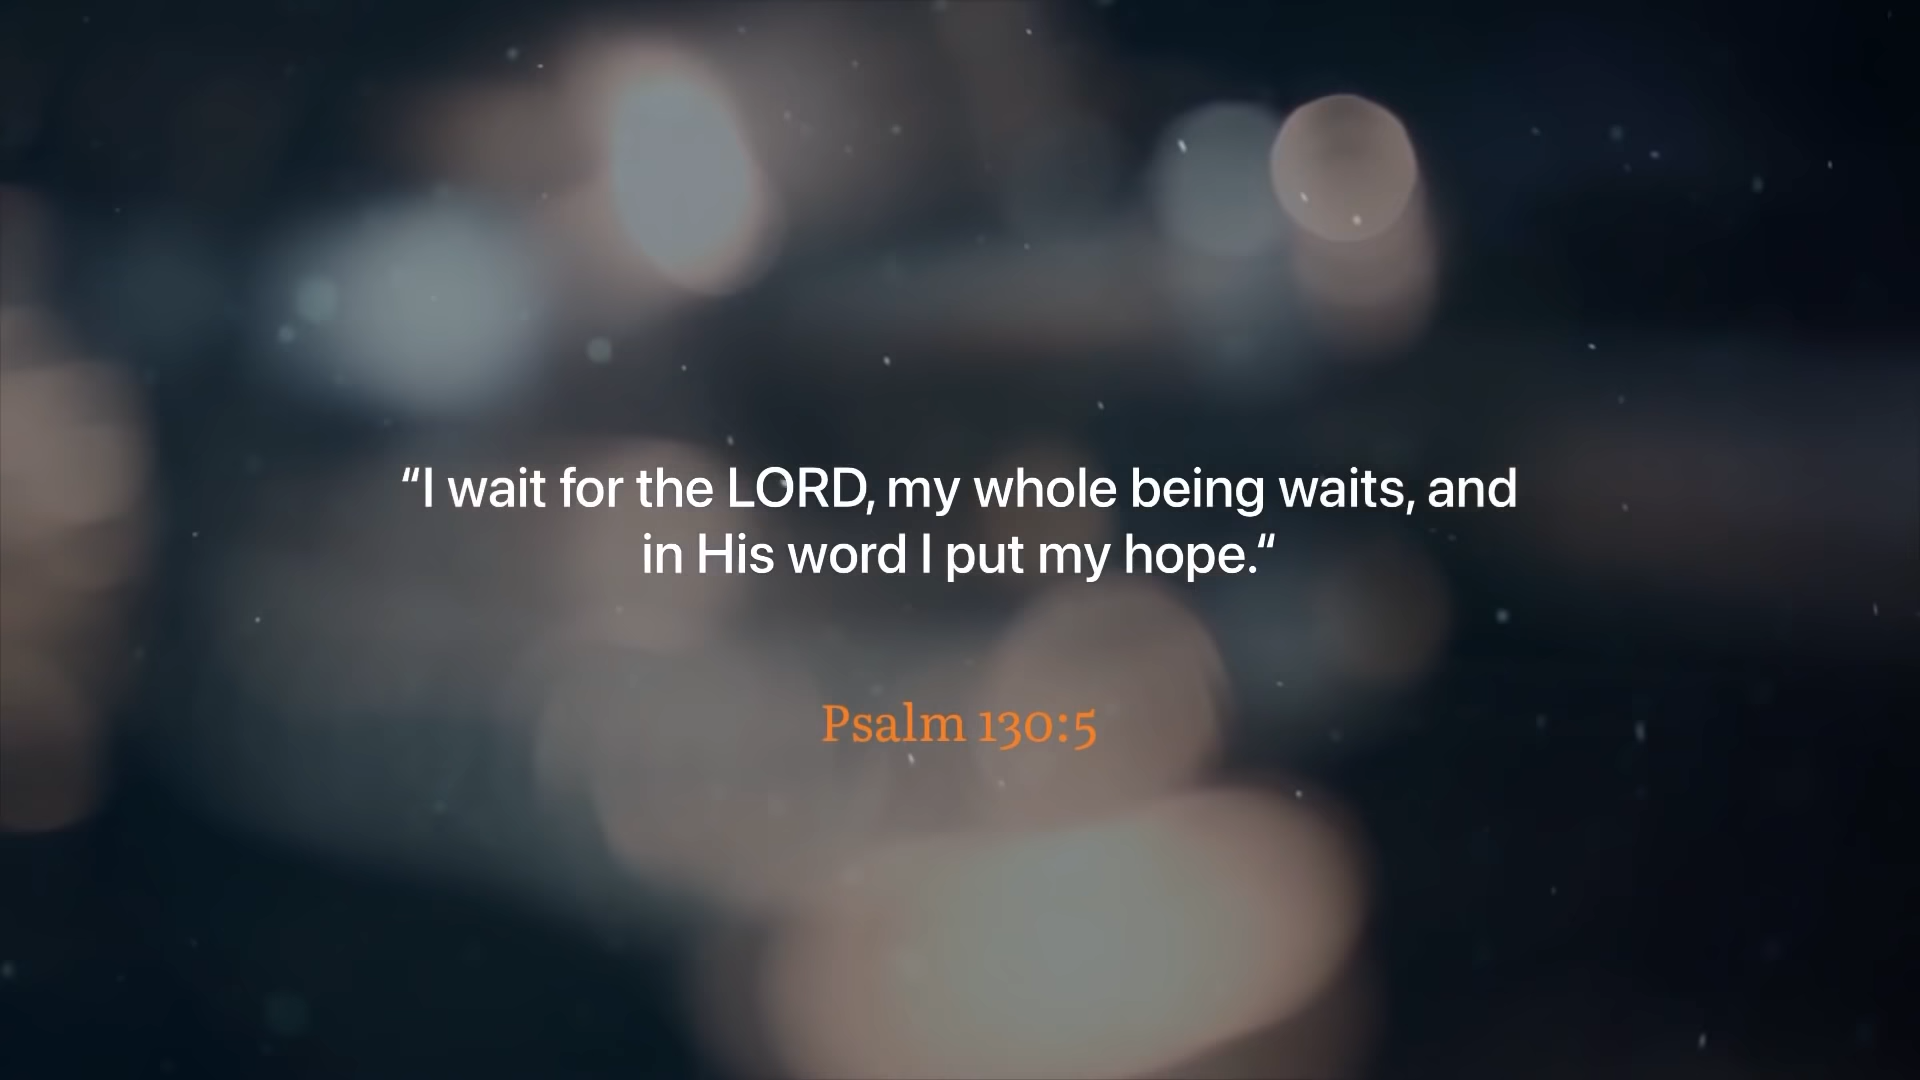 “I wait for the LORD, my whole being waits, and
in His word I put my hope.“
Psalm 130:5